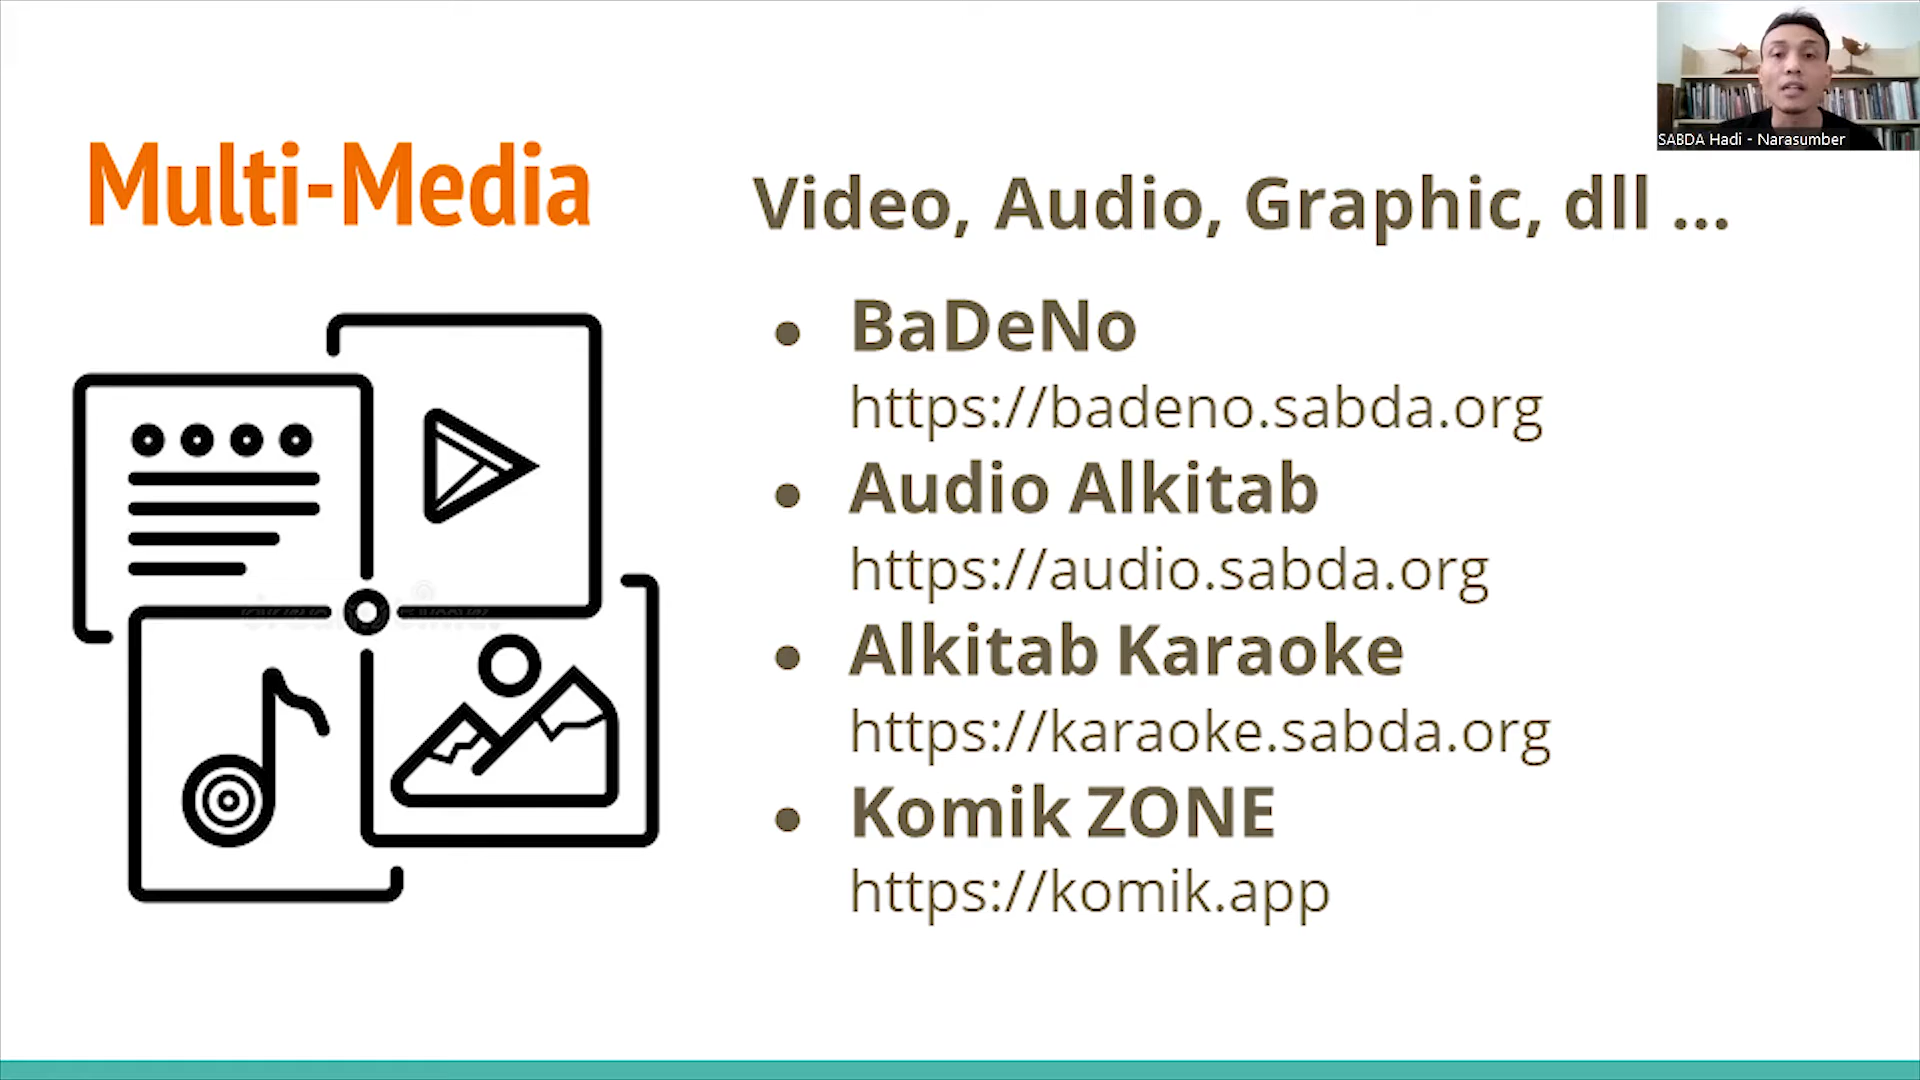 Multi-Media
Video, Audio, Graphic, dll ...
• BaDeNo
https://badeno.sabda.org
• Audio Alkitab
https://audio.sabda.org
• Alkitab Karaoke
https://karaoke.sabda.org
• Komik ZONE
https://komik.app
SABDA Hadi - Narasumber